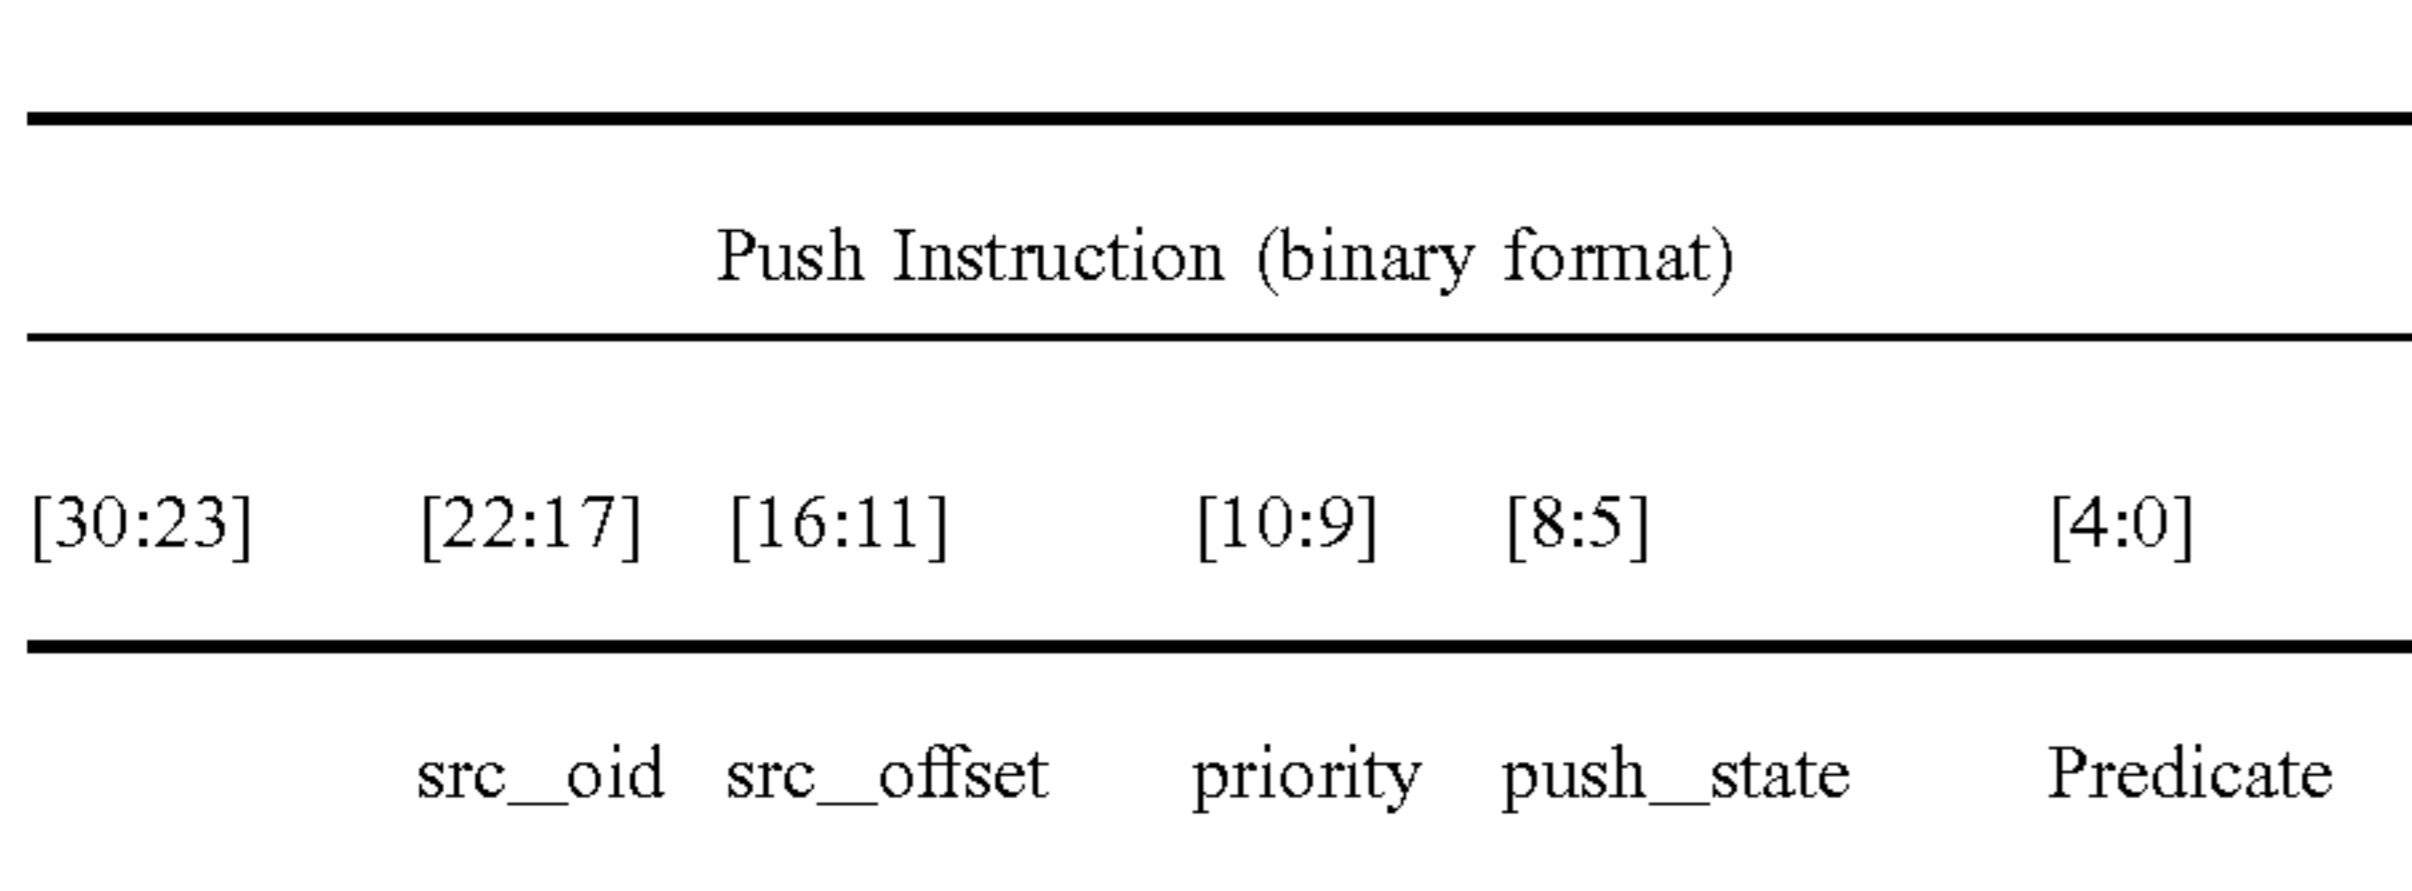 Push Instruction (binary format)
[30:23] [22:17] [16:11] [10:9] [8:5] [4:0]
src_oid src_offset priority push_state Predicate